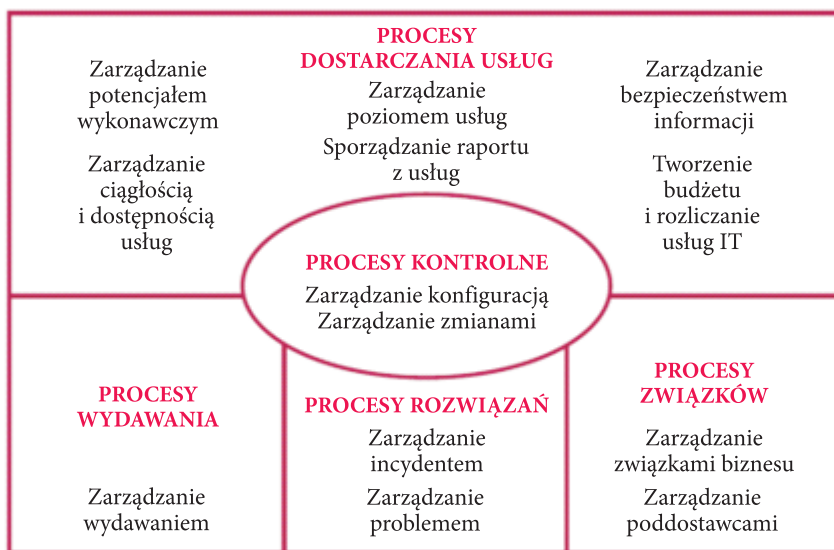 PROCESY
DOSTARCZANIA USŁUG
Zarządzanie
potencjałem
wykonawczym
Zarządzanie
ciągłością
i dostępnością
usług
Zarządzanie
poziomem usług
Sporządzanie raportu
z usług
Zarządzanie
bezpieczeństwem
informacji
Tworzenie
budżetu
i rozliczanie
usług IT
PROCESY KONTROLNE
Zarządzanie konfiguracją
Zarządzanie zmianami
PROCESY
WYDAWANIA
Zarządzanie
wydawaniem
PROCESY ROZWIĄZAŃ
Zarządzanie
incydentem
Zarządzanie
problemem
PROCESY
ZWIĄZKÓW
Zarządzanie
związkami biznesu
Zarządzanie
poddostawcami